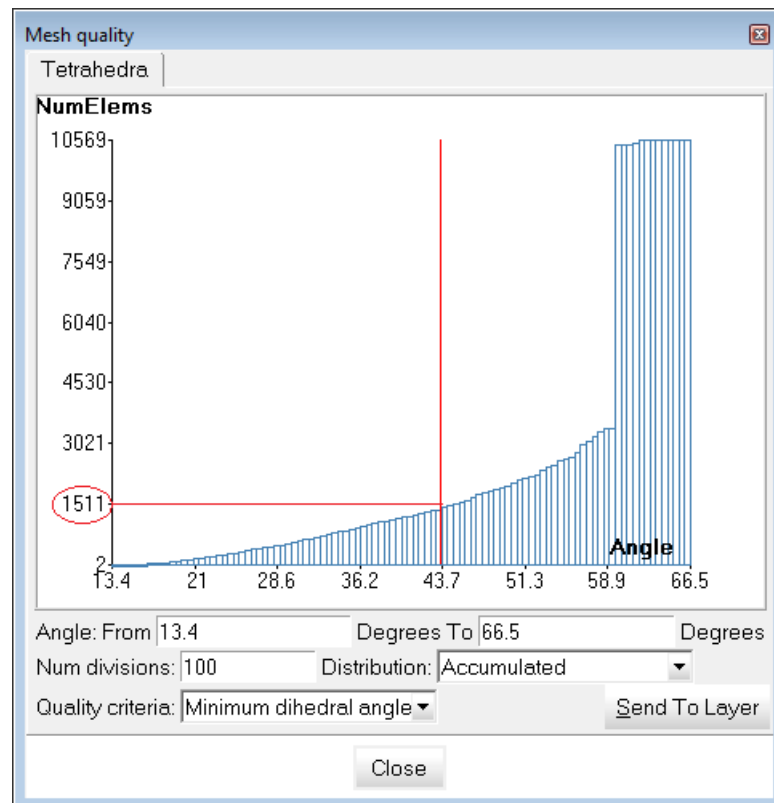 Mesh quality
Tetrahedra
NumElems
10569
9059
7549
6040
4530
3021
1511
2
Angle
13.4 21 28.6 36.2 43.7 51.3 58.9 66.5
Angle: From 13.4 Degrees To 66.5 Degrees
Num divisions: 100 Distribution: Accumulated
Quality criteria: Minimum dihedral angle Send To Layer
Close